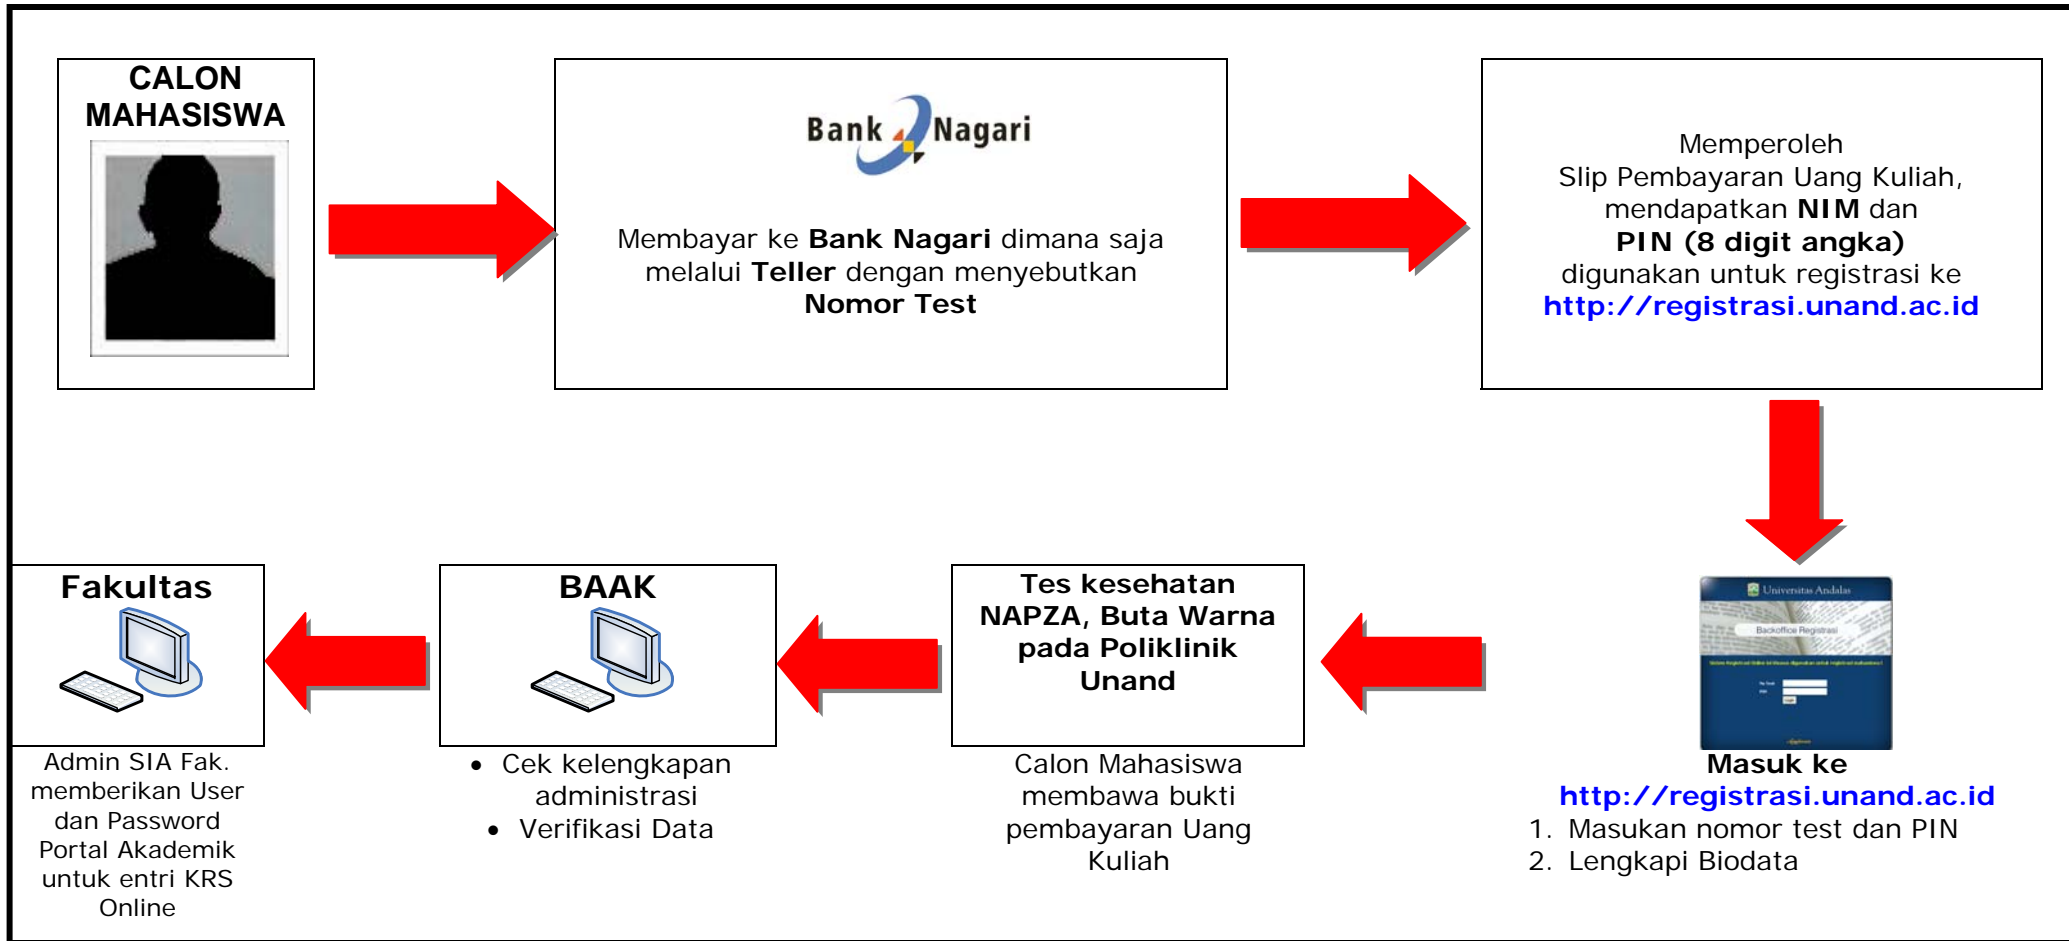 CALON
MAHASISWA
Bank Nagari
Membayar ke Bank Nagari dimana saja
melalui Teller dengan menyebutkan
Nomor Test
Memperoleh
Slip Pembayaran Uang Kuliah,
mendapatkan NIM dan
PIN (8 digit angka)
digunakan untuk registrasi ke
http://registrasi.unand.ac.id
Universitas Andalas
Backoffice Registrasi
Masuk ke
http://registrasi.unand.ac.id
1. Masukan nomor test dan PIN
2. Lengkapi Biodata
Tes kesehatan
NAPZA, Buta Warna
pada Poliklinik
Unand
Calon Mahasiswa
membawa bukti
pembayaran Uang
Kuliah
BAAK
• Cek kelengkapan
administrasi
• Verifikasi Data
Fakultas
Admin SIA Fak.
memberikan User
dan Password
Portal Akademik
untuk entri KRS
Online